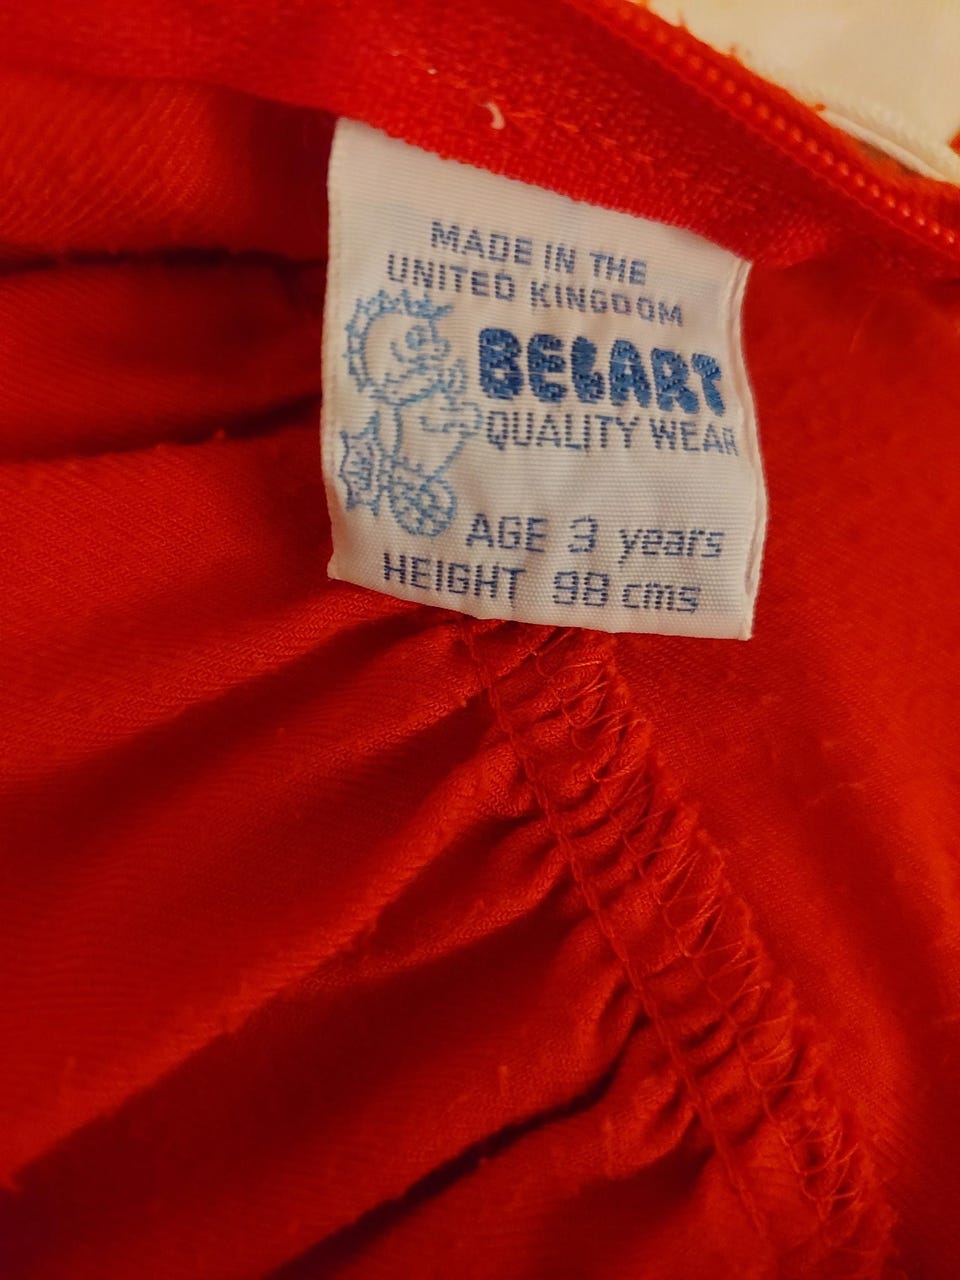 MADE IN THE
UNITED KINGDOM
BELART
QUALITY WEAR
AGE 3 years
HEIGHT 98 cms